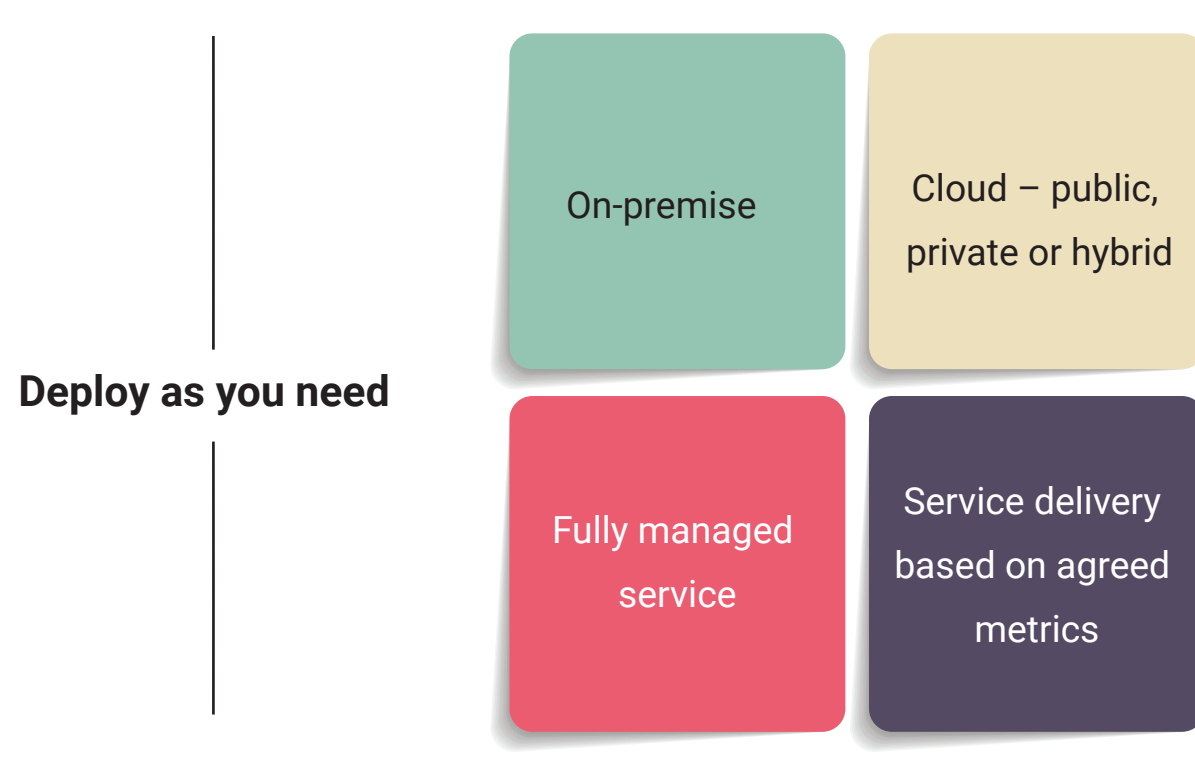 Deploy as you need
On-premise
Cloud – public,
private or hybrid
Fully managed
service
Service delivery
based on agreed
metrics